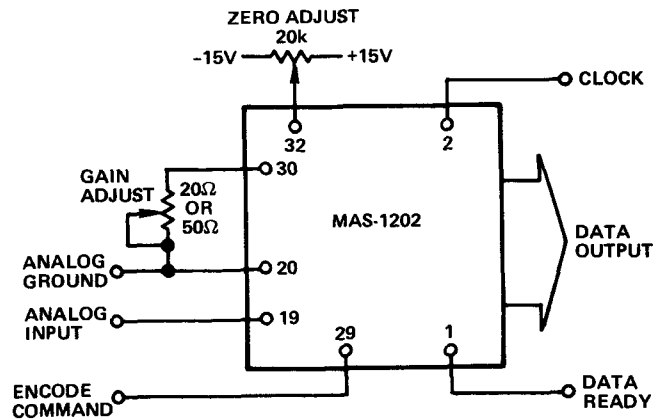 ZERO ADJUST
20k
–15V
+15V
CLOCK
32
2
30
GAIN
ADJUST
20Ω
OR
50Ω
MAS-1202
DATA
OUTPUT
ANALOG
GROUND
20
ANALOG
INPUT
19
29
1
ENCODE
COMMAND
DATA
READY